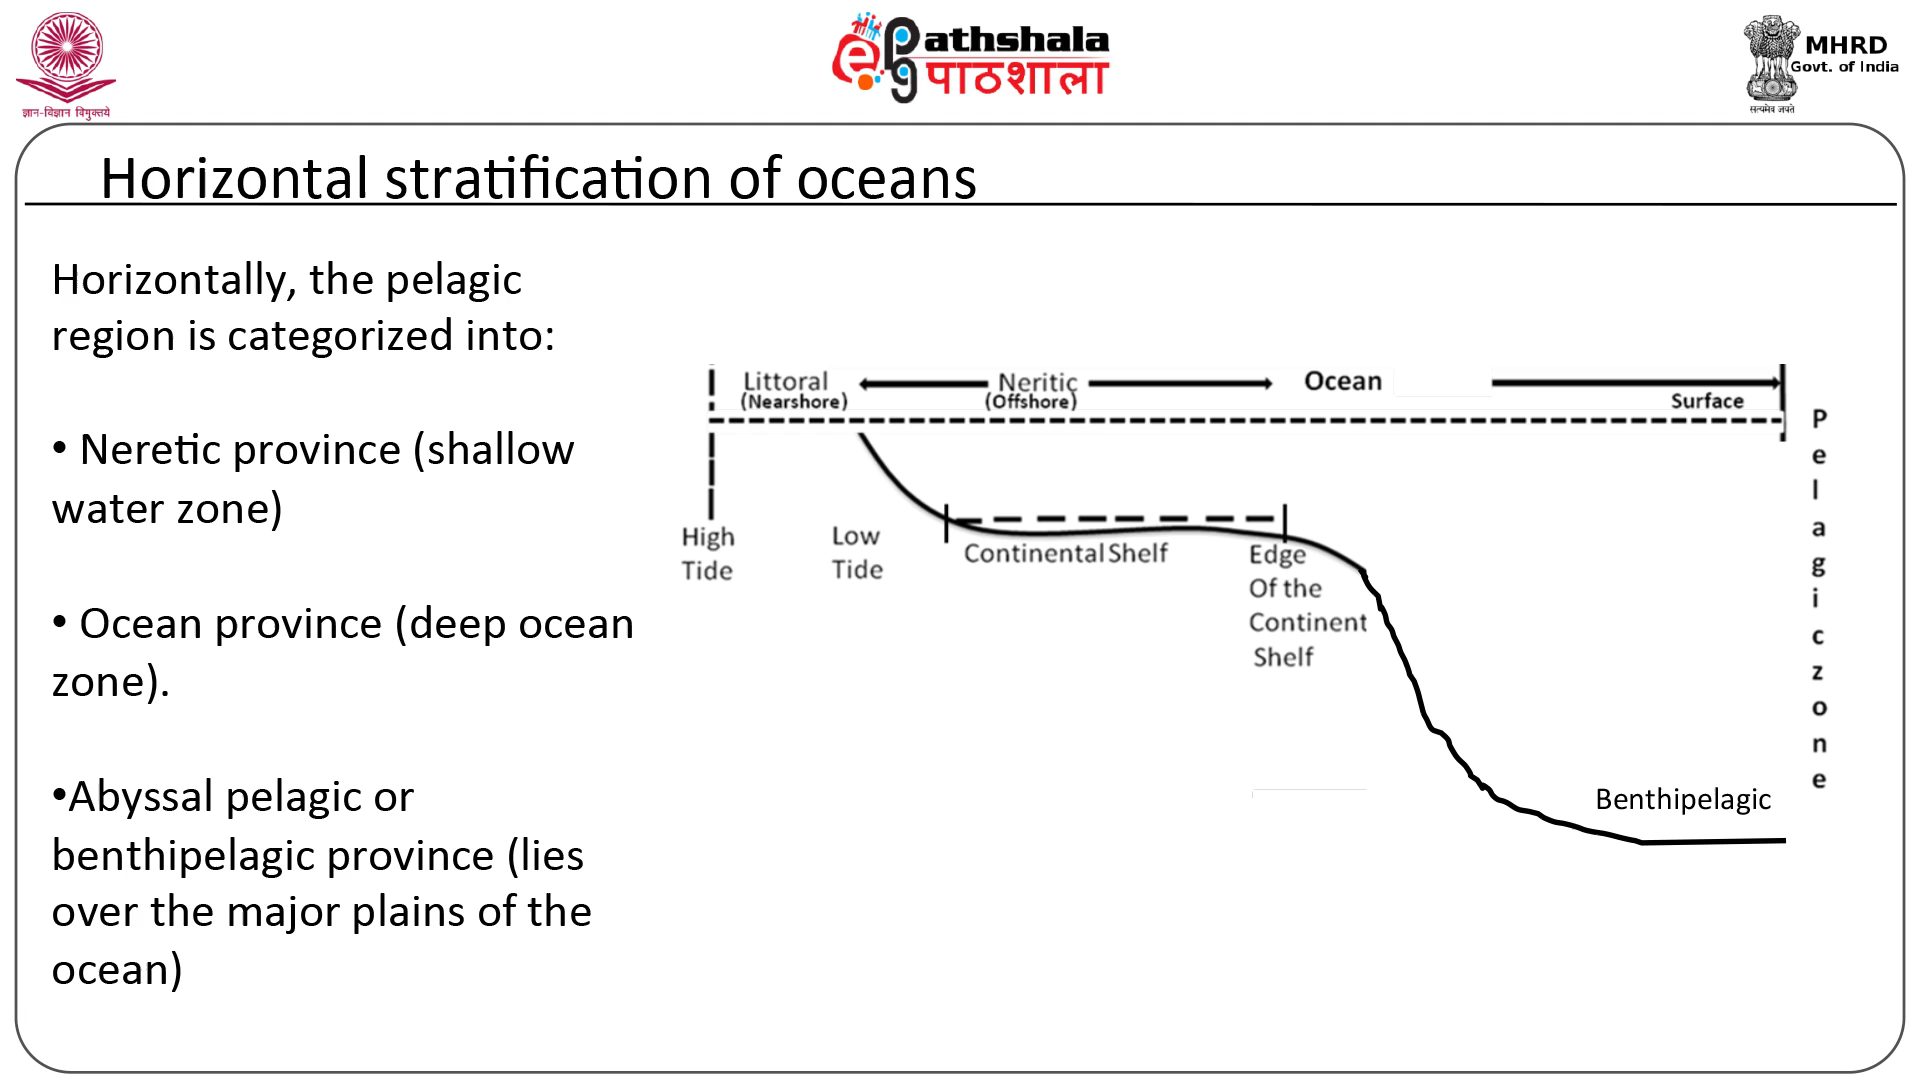 ज्ञान-विज्ञान विमुक्तये
ePg
athshala
पाठशाला
MHRD
Govt. of India
सत्यमेव जयते
Horizontal stratification of oceans
Horizontally, the pelagic
region is categorized into:
• Neretic province (shallow
water zone)
• Ocean province (deep ocean
zone).
•Abyssal pelagic or
benthipelagic province (lies
over the major plains of the
ocean)
Littoral
(Nearshore)
Neritic
(Offshore)
Ocean
Surface
High
Tide
Low
Tide
Continental Shelf
Edge
Of the
Continent
Shelf
Benthipelagic
Pelagic zone